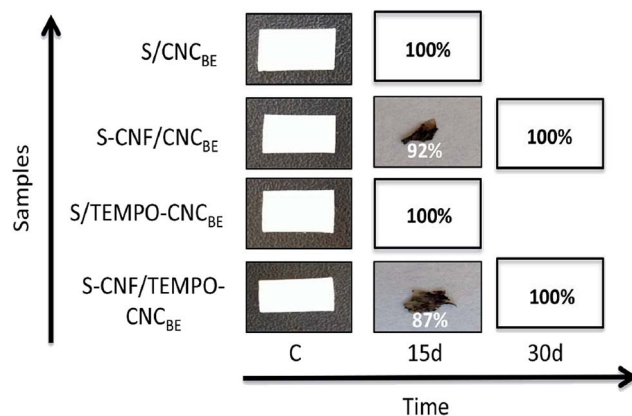 S/CNCBE
100%
S-CNF/CNCBE
92%
100%
S/TEMPO-CNCBE
100%
S-CNF/TEMPO-
CNCBE
87%
100%
C
15d
30d
Time
Samples